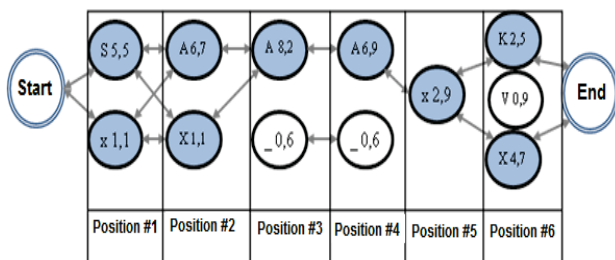 S 5,5
A 6,7
A 8,2
A 6,9
K 2,5
Start
x 2,9
V 0,9
End
x 1,1
X 1,1
_ 0,6
_ 0,6
X 4,7
Position #1
Position #2
Position #3
Position #4
Position #5
Position #6